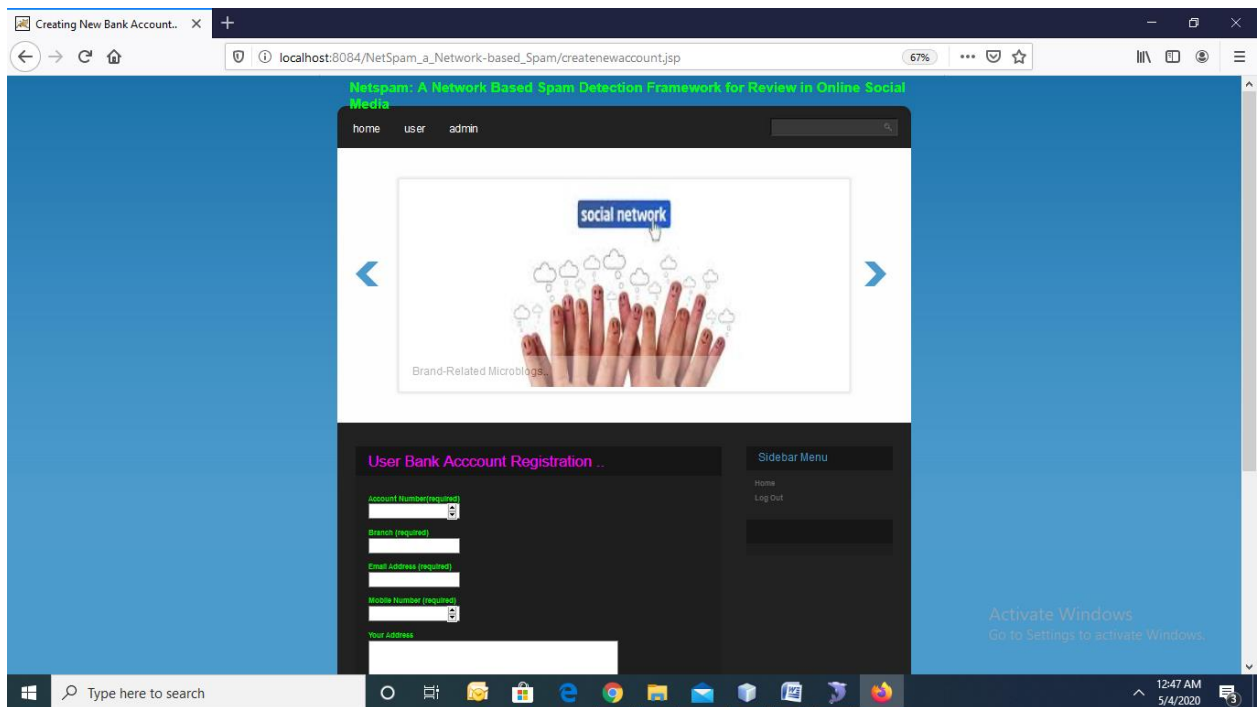 Creating New Bank Account..
localhost:8084/NetSpam_a_Network-based_Spam/createnewaccount.jsp
67%
Netspam: A Network Based Spam Detection Framework for Review in Online Social
Media
home user admin
social network
Brand-Related Microblogs..
User Bank Acccount Registration ..
Sidebar Menu
Home
Log Out
Account Number(required)
Branch (required)
Email Address (required)
Mobile Number (required)
Your Address
Activate Windows
Go to Settings to activate Windows.
Type here to search
12:47 AM
5/4/2020
3